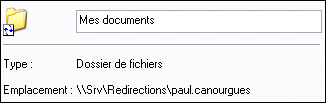 Mes documents
Type : Dossier de fichiers
Emplacement : \\Srv\Redirections\paul.canourgues